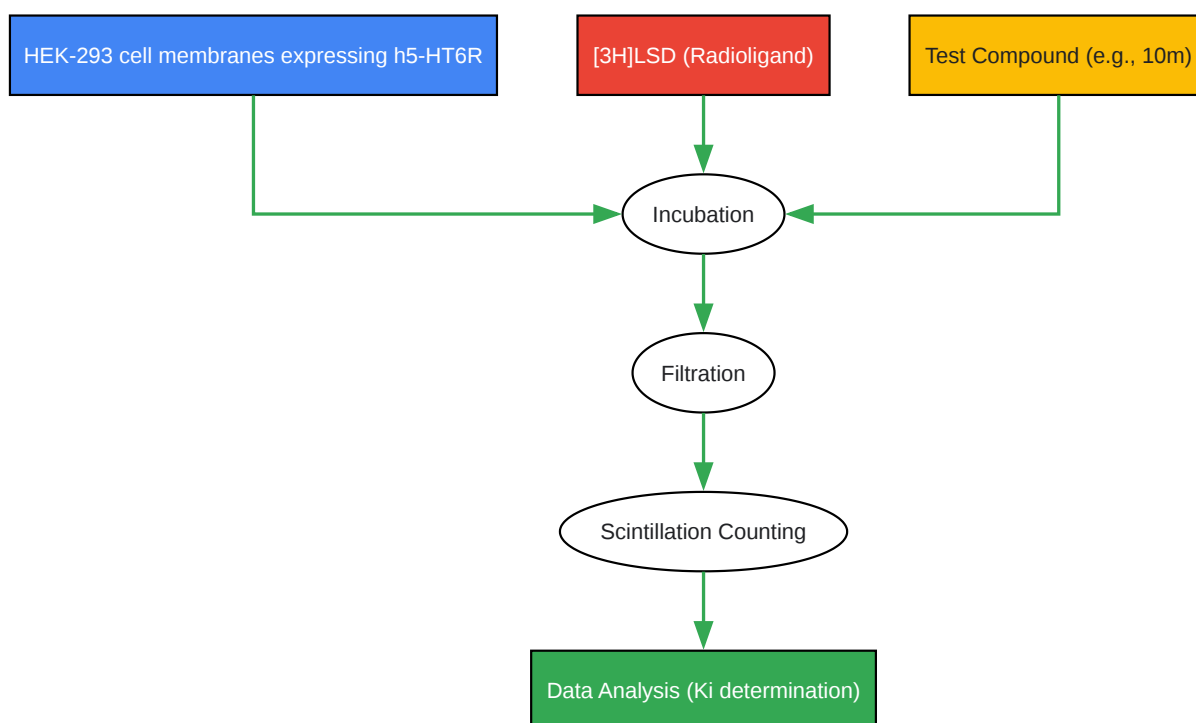 HEK-293 cell membranes expressing h5-HT6R
[3H]LSD (Radioligand)
Test Compound (e.g., 10m)
Incubation
Filtration
Scintillation Counting
Data Analysis (Ki determination)